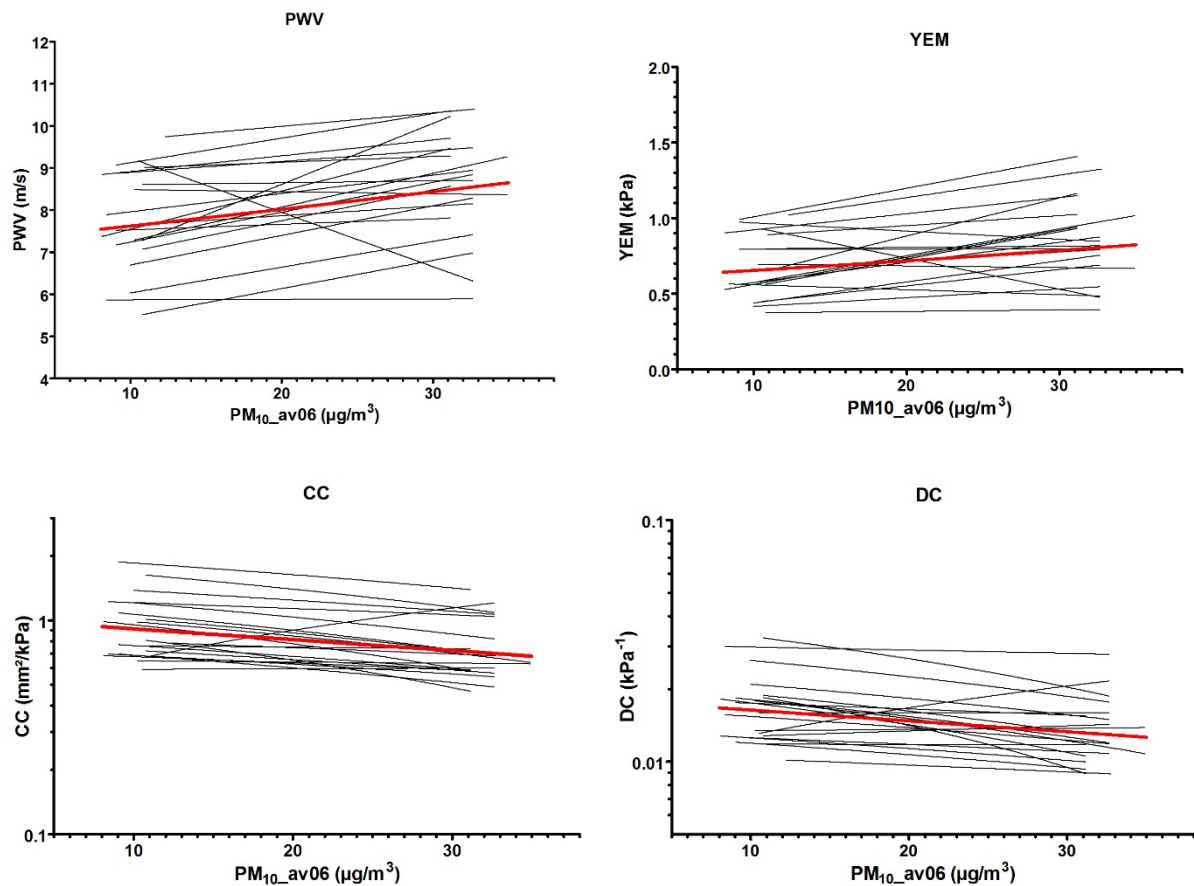 PWV
12
11
10
9
8
7
6
5
4
PWV (m/s)
10 20 30
PM₁₀_av06 (µg/m³)
YEM
2.0
1.5
1.0
0.5
0.0
YEM (kPa)
10 20 30
PM10_av06 (µg/m³)
CC
1
0.1
CC (mm²/kPa)
10 20 30
PM₁₀_av06 (µg/m³)
DC
0.1
0.01
DC (kPa⁻¹)
10 20 30
PM₁₀_av06 (µg/m³)